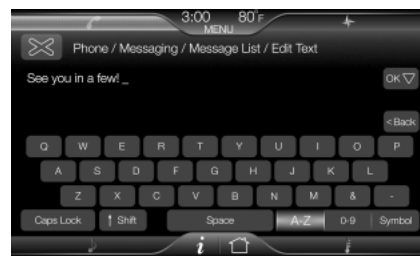 3:00 80°F
MENU
Phone / Messaging / Message List / Edit Text
See you in a few! _
OK
<Back
Q W E R T Y U I O P
A S D F G H J K L
Z X C V B N M & -
Caps Lock Shift Space A-Z 0-9 Symbol
i